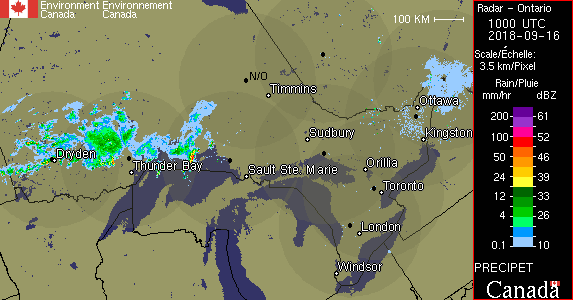 Environment Environnement
Canada Canada
100 KM
N/O
Timmins
Ottawa
Sudbury
Kingston
Dryden
Thunder Bay
Sault Ste. Marie
Orillia
Toronto
London
Windsor
Radar - Ontario
1000 UTC
2018-09-16
Scale/Échelle:
3.5 km/Pixel
Rain/Pluie
mm/hr dBZ
200 61
100 57
100 52
50 46
24 39
12 33
4 26
0.1 10
PRECIPET
Canada